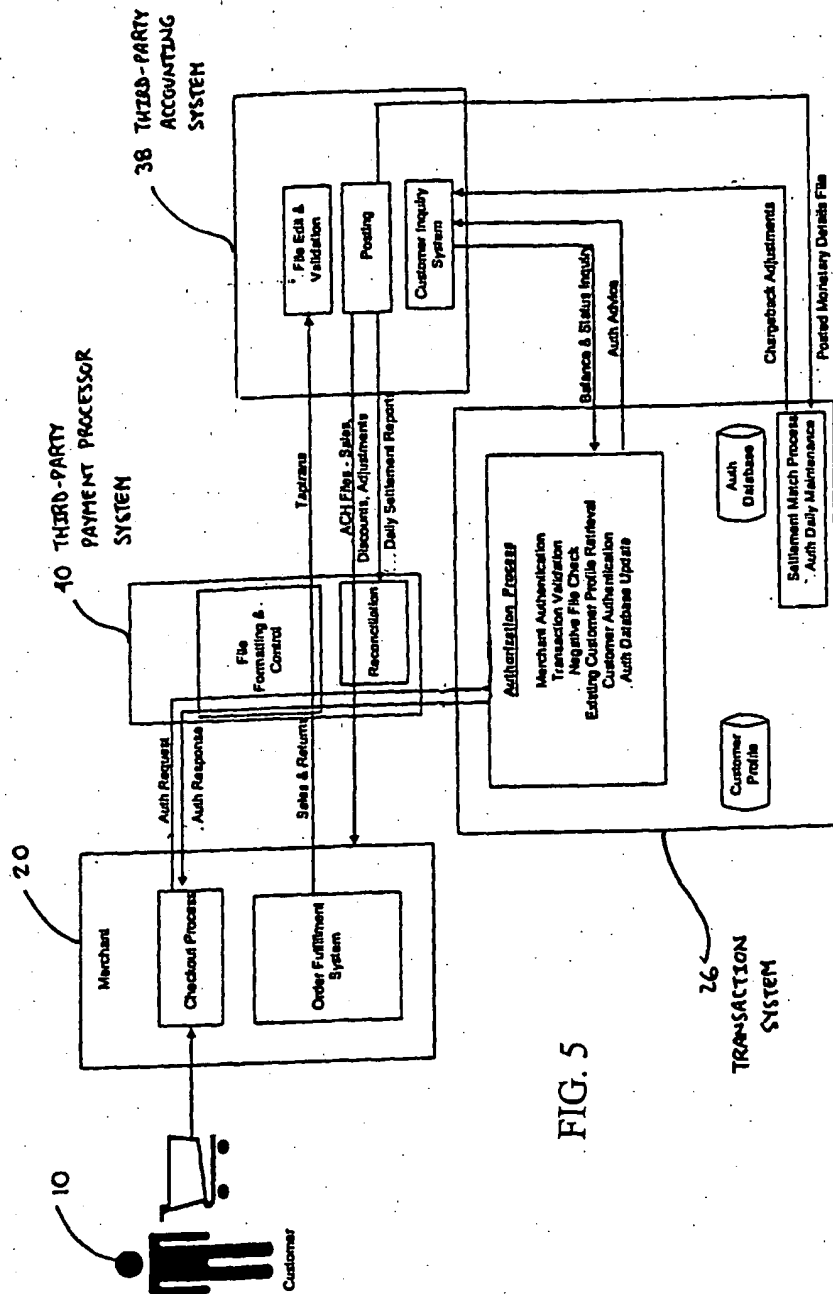 10
Customer
20
Merchant
Checkout Process
Order Fulfillment
System
Auth Request
Auth Response
Sales & Returns
40 THIRD-PARTY
PAYMENT PROCESSOR
SYSTEM
File
Formatting &
Control
Reconciliation
Taptrans
ACH Files - Sales,
Discounts, Adjustments
Daily Settlement Reports
38 THIRD-PARTY
ACCOUNTING
SYSTEM
File Edit &
Validation
Posting
Customer Inquiry
System
Balance & Status Inquiry
Auth Advice
Chargeback Adjustments
Posted Monetary Details File
Authorization Process
Merchant Authentication
Transaction Validation
Negative File Check
Existing Customer Profile Retrieval
Customer Authentication
Auth Database Update
Customer
Profile
Auth
Database
Settlement Match Process
Auth Daily Maintenance
26
TRANSACTION
SYSTEM
FIG. 5